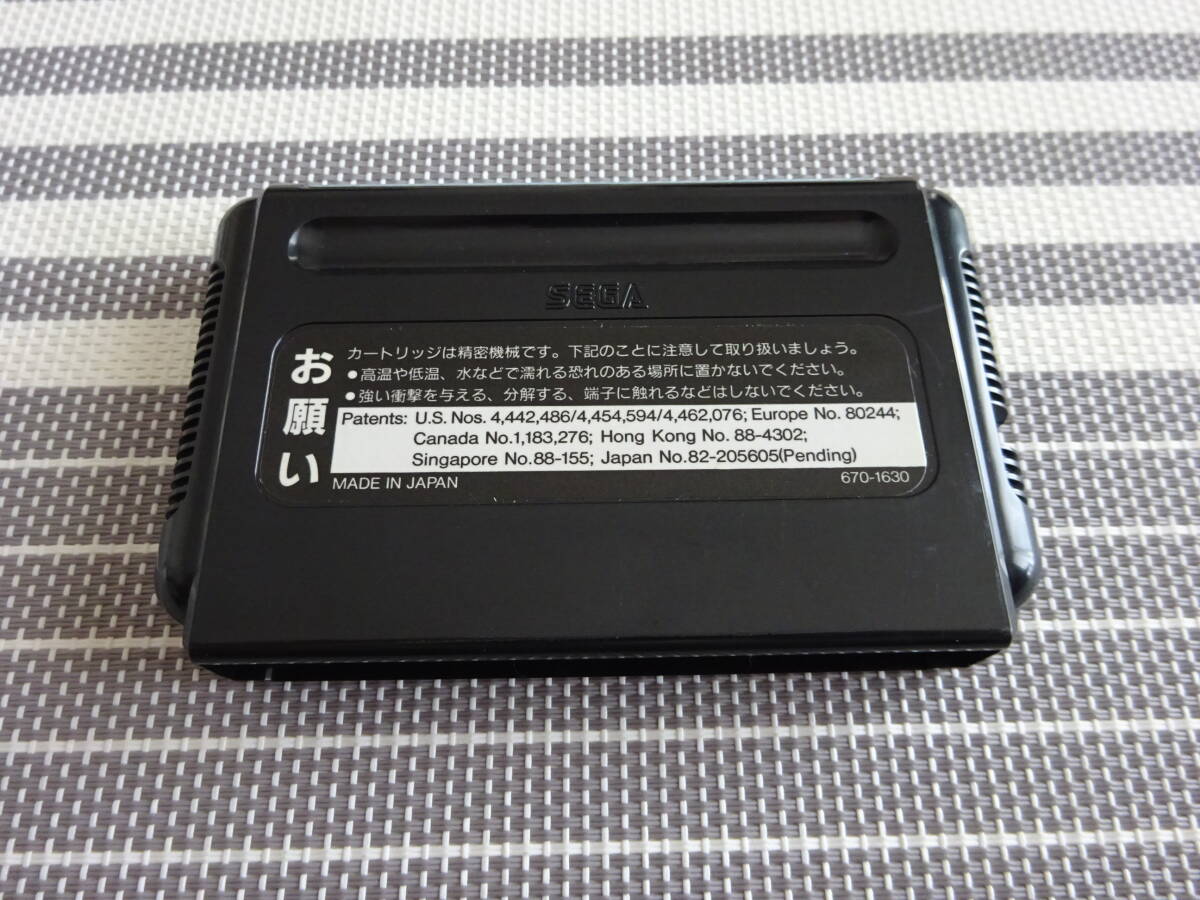 SEGA
お願い
カートリッジは精密機械です。下記のことに注意して取り扱いましょう。
●高温や低温、水などで濡れる恐れのある場所に置かないでください。
●強い衝撃を与える、分解する、端子に触れるなどはしないでください。
Patents: U.S. Nos. 4,442,486/4,454,594/4,462,076; Europe No. 80244;
Canada No.1,183,276; Hong Kong No. 88-4302;
Singapore No.88-155; Japan No.82-205605(Pending)
MADE IN JAPAN 670-1630